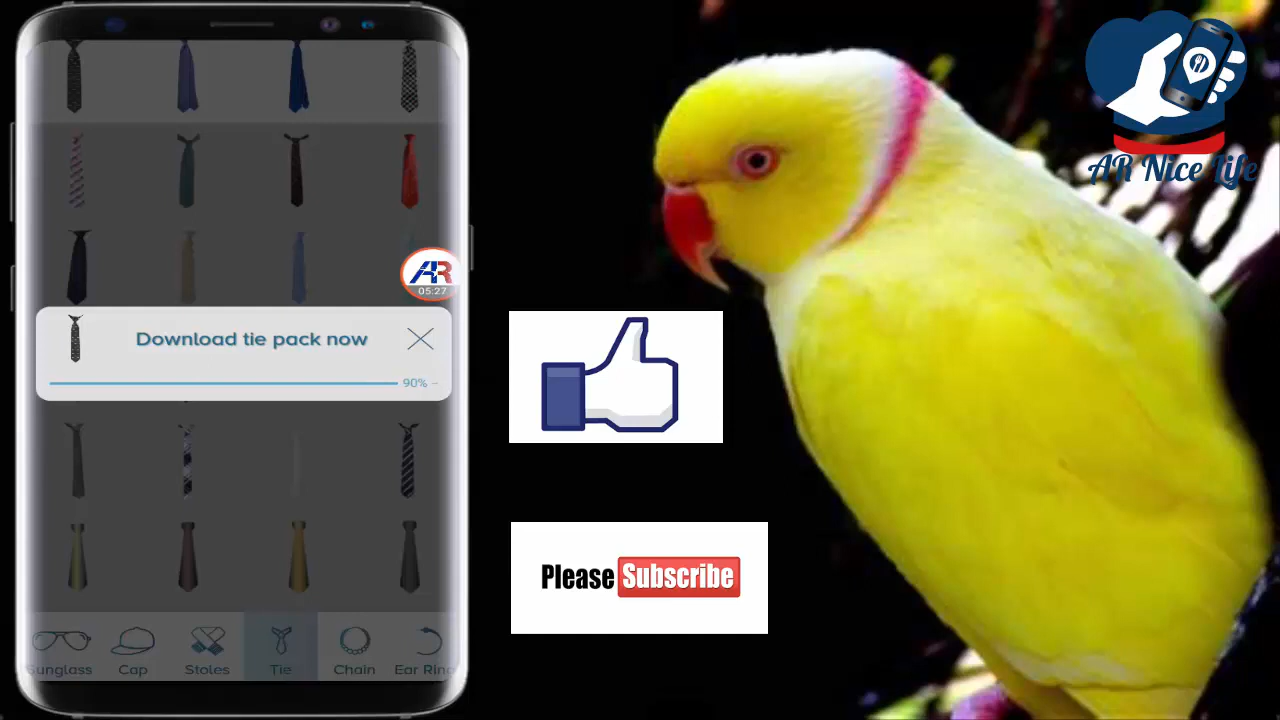 AR Nice Life
AR
05:27
Download tie pack now
90%
Please Subscribe
Sunglass Cap Stoles Tie Chain Ear Ring